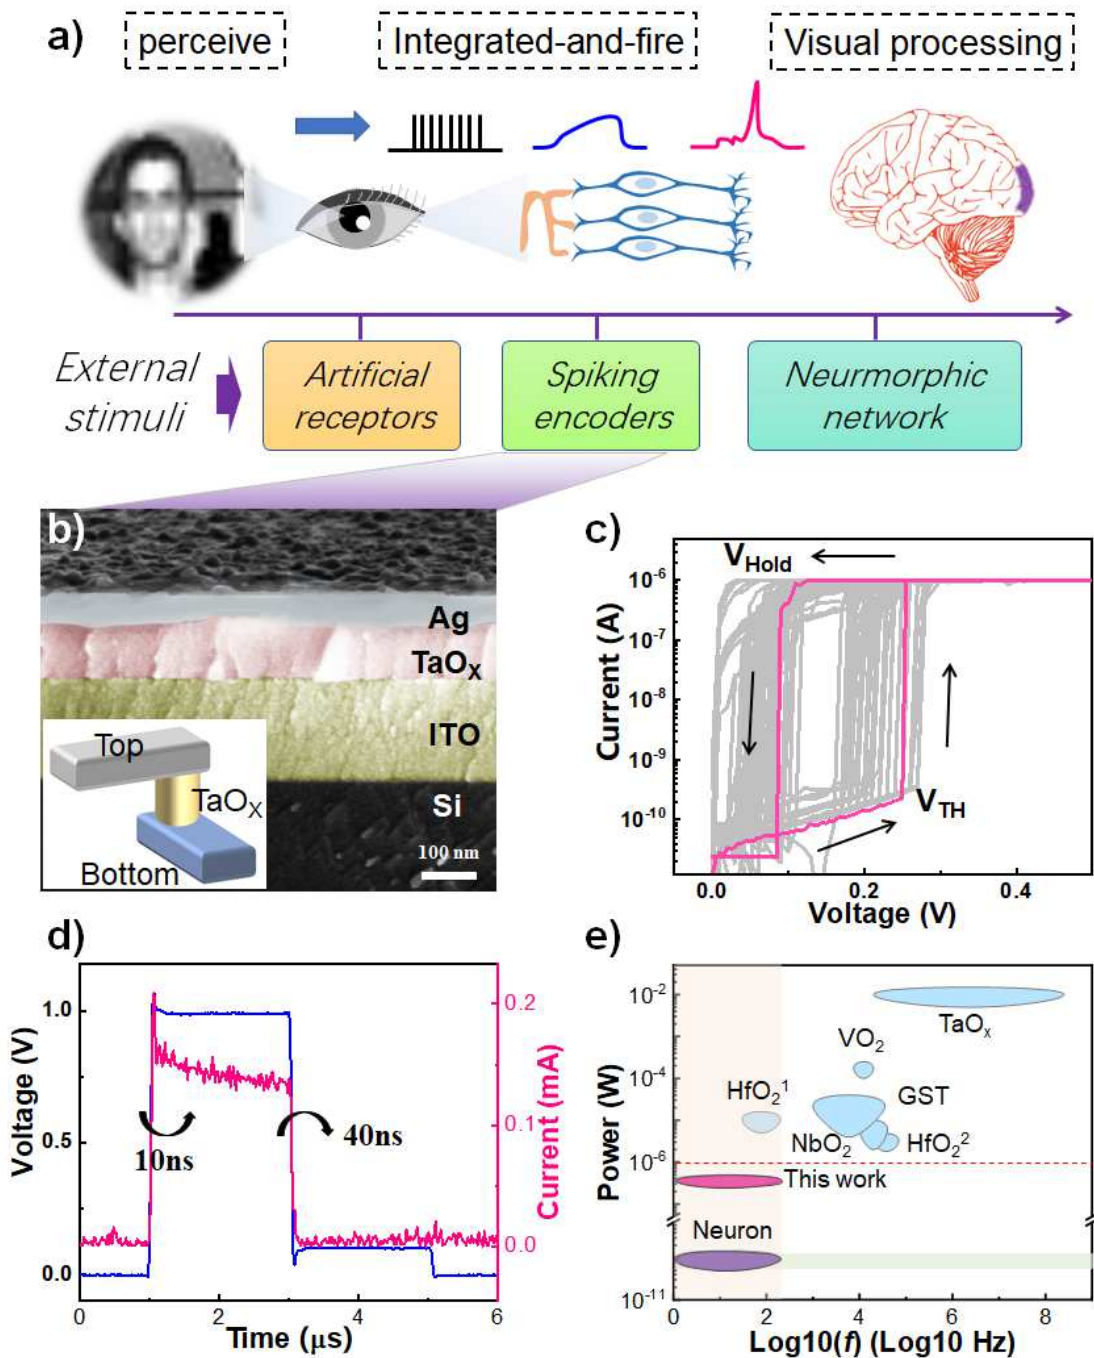 a)
perceive
Integrated-and-fire
Visual processing
External
stimuli
Artificial
receptors
Spiking
encoders
Neurmorphic
network
b)
Ag
TaOX
ITO
Si
100 nm
Top
TaOX
Bottom
c)
Current (A)
10-6
10-7
10-8
10-9
10-10
VHold
VTH
0.0
0.2
0.4
Voltage (V)
d)
Voltage (V)
1.0
0.5
0.0
10ns
40ns
0.2
0.1
0.0
Current (mA)
0
2
4
6
Time (μs)
e)
Power (W)
10-2
10-4
10-6
10-11
TaOx
VO2
HfO21
GST
NbO2
HfO22
This work
Neuron
0
2
4
6
8
Log10(f) (Log10 Hz)